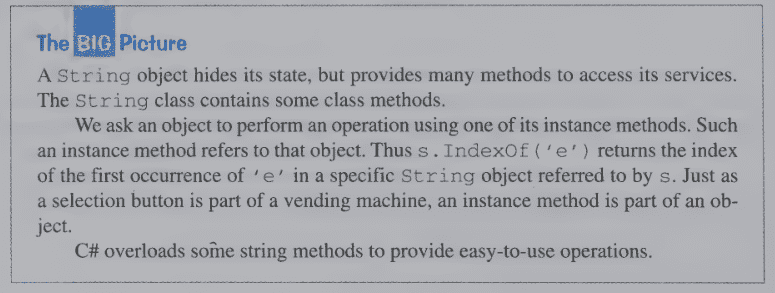 The BIG Picture
A String object hides its state, but provides many methods to access its services.
The String class contains some class methods.
We ask an object to perform an operation using one of its instance methods. Such
an instance method refers to that object. Thus s.IndexOf('e') returns the index
of the first occurrence of 'e' in a specific String object referred to by s. Just as
a selection button is part of a vending machine, an instance method is part of an ob-
ject.
C# overloads some string methods to provide easy-to-use operations.